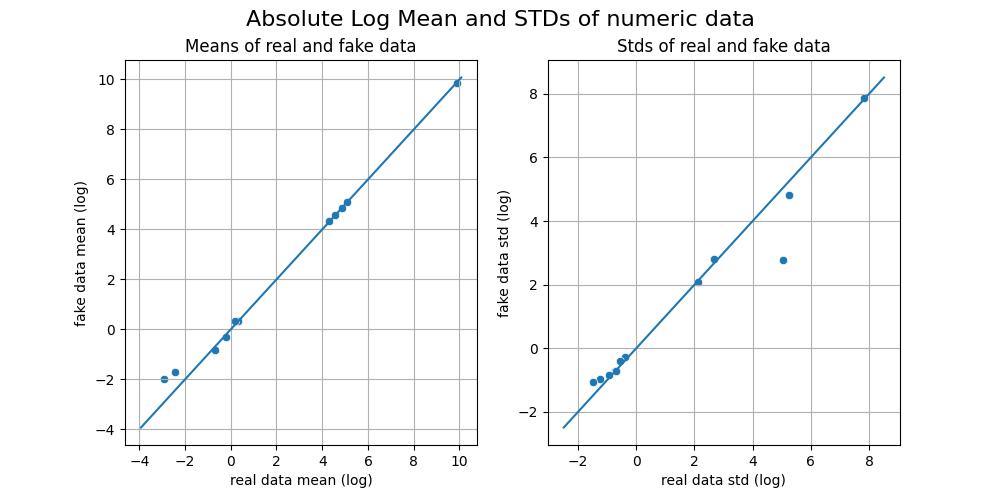 Absolute Log Mean and STDs of numeric data
Means of real and fake data
Stds of real and fake data
fake data mean (log)
10
8
6
4
2
0
−2
−4
−4 −2 0 2 4 6 8 10
real data mean (log)
fake data std (log)
8
6
4
2
0
−2
−2 0 2 4 6 8
real data std (log)